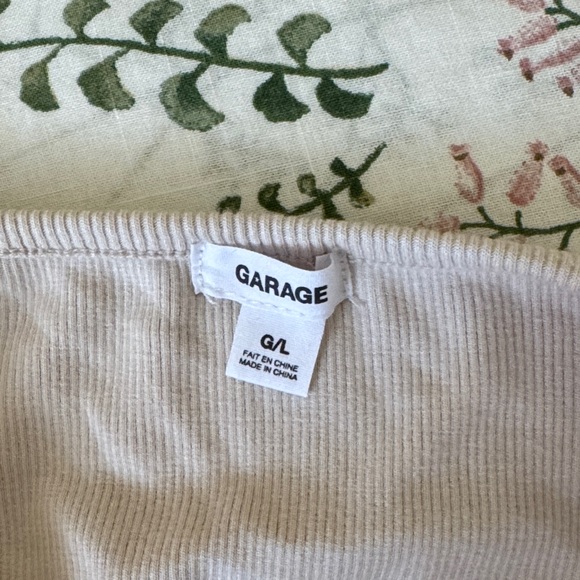 GARAGE
G/L
FAIT EN CHINE
MADE IN CHINA